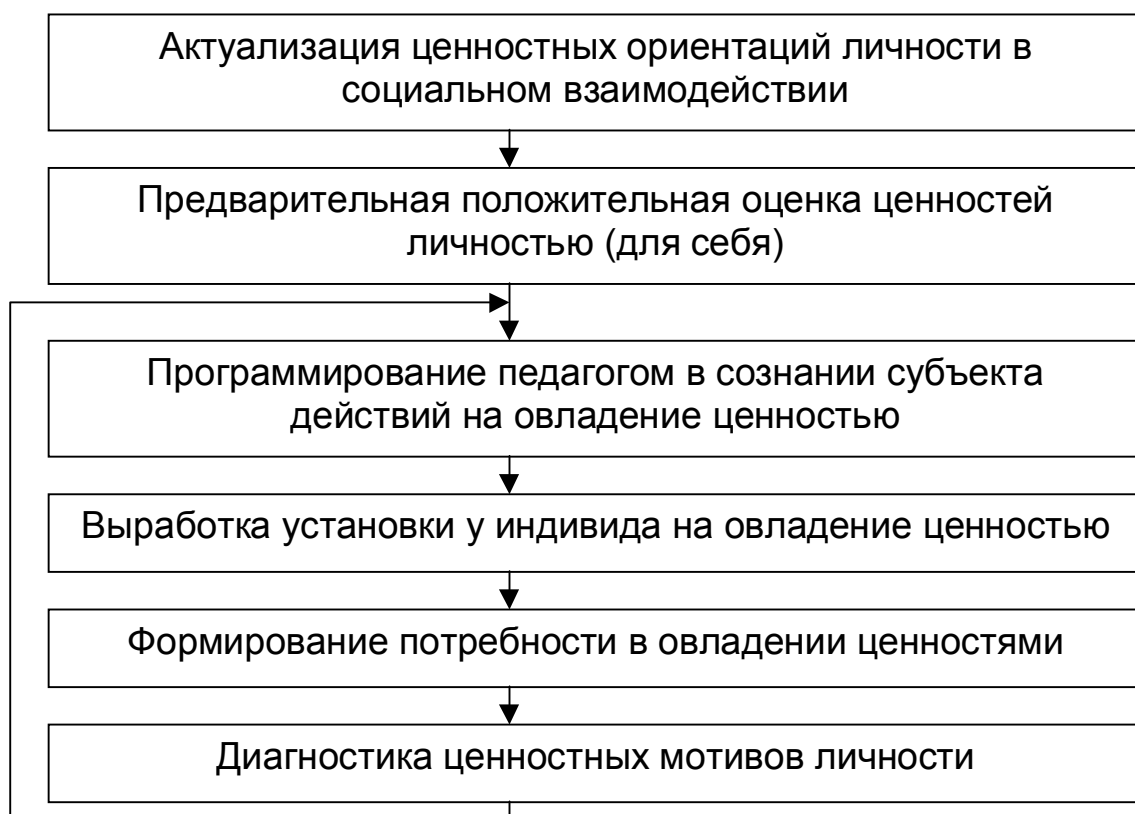 Актуализация ценностных ориентаций личности в
социальном взаимодействии
Предварительная положительная оценка ценностей
личностью (для себя)
Программирование педагогом в сознании субъекта
действий на овладение ценностью
Выработка установки у индивида на овладение ценностью
Формирование потребности в овладении ценностями
Диагностика ценностных мотивов личности